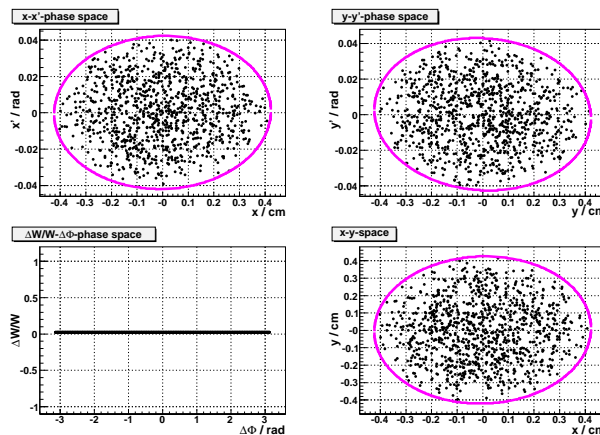 x-x'-phase space
x' / rad
0.04
0.02
0
-0.02
-0.04
-0.4 -0.3 -0.2 -0.1 -0 0.1 0.2 0.3 0.4
x / cm
y-y'-phase space
y' / rad
0.04
0.02
0
-0.02
-0.04
-0.4 -0.3 -0.2 -0.1 -0 0.1 0.2 0.3 0.4
y / cm
ΔW/W-ΔΦ-phase space
ΔW/W
1
0.5
0
-0.5
-1
-3 -2 -1 0 1 2 3
ΔΦ / rad
x-y-space
y / cm
0.4
0.3
0.2
0.1
-0
-0.1
-0.2
-0.3
-0.4
-0.4 -0.3 -0.2 -0.1 -0 0.1 0.2 0.3 0.4
x / cm